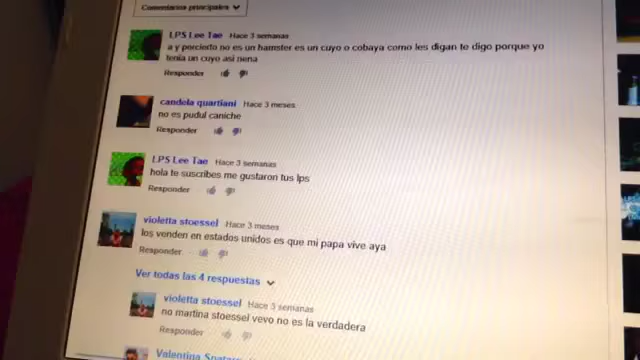 Comentarios principales
LPS Lee Tae Hace 3 semanas
a y porcierto no es un hamster es un cuyo o cobaya como les digan te digo porque yo
tenia un cuyo asi nena
Responder
candela quartiani Hace 3 meses
no es pudul caniche
Responder
LPS Lee Tae Hace 3 semanas
hola te suscribes me gustaron tus lps
Responder
violetta stoessel Hace 3 meses
los venden en estados unidos es que mi papa vive aya
Responder
Ver todas las 4 respuestas
violetta stoessel Hace 3 semanas
no martina stoessel vevo no es la verdadera
Responder
Valentina